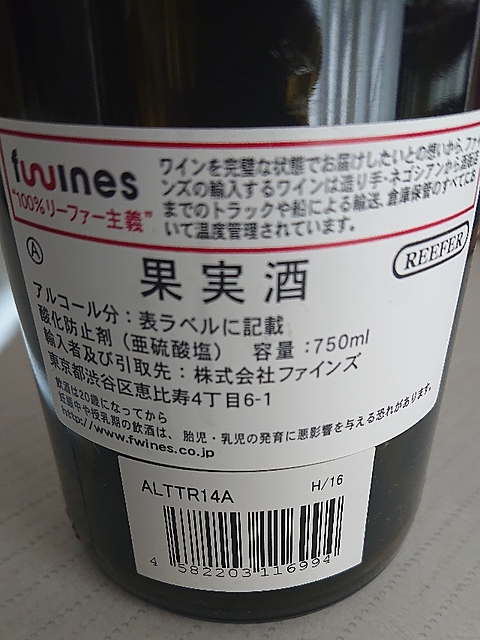 fwines
"100%リーファー主義"
ワインを完璧な状態でお届けしたいとの想いから、ファイ
ンズの輸入するワインは造り手・ネゴシアンから酒販店
までのトラックや船による輸送、倉庫保管のすべてにお
いて温度管理されています。
Ⓐ
REEFER
果実酒
アルコール分：表ラベルに記載
酸化防止剤（亜硫酸塩） 容量：750ml
輸入者及び引取先：株式会社ファインズ
東京都渋谷区恵比寿4丁目6-1
飲酒は20歳になってから
妊娠中や授乳期の飲酒は、胎児・乳児の発育に悪影響を与える恐れがあります。
http://www.fwines.co.jp
ALTTR14A H/16
4 582203 116994